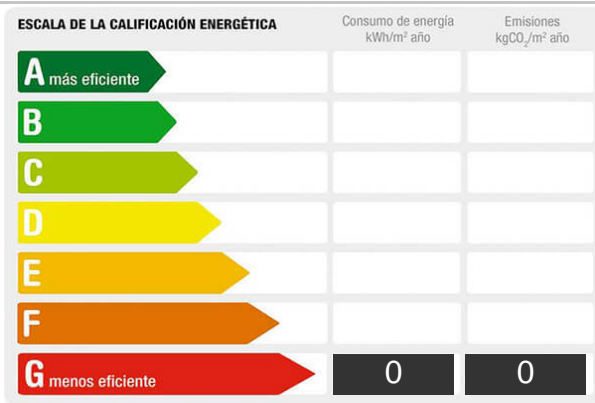 ESCALA DE LA CALIFICACIÓN ENERGÉTICA
Consumo de energía
kWh/m² año
Emisiones
kgCO₂/m² año
A más eficiente
B
C
D
E
F
G menos eficiente 0 0